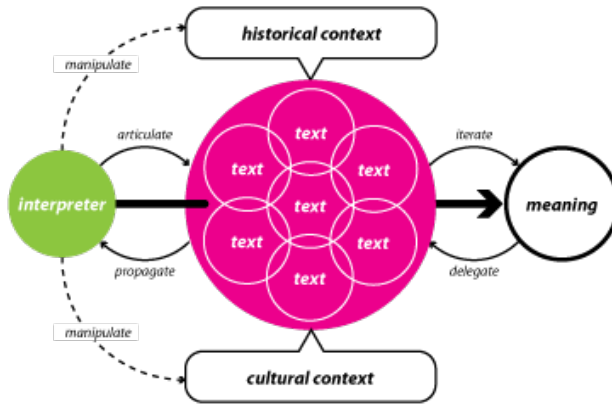 historical context
manipulate
articulate
iterate
text
text
text
interpreter
text
meaning
text
text
text
propagate
delegate
manipulate
cultural context